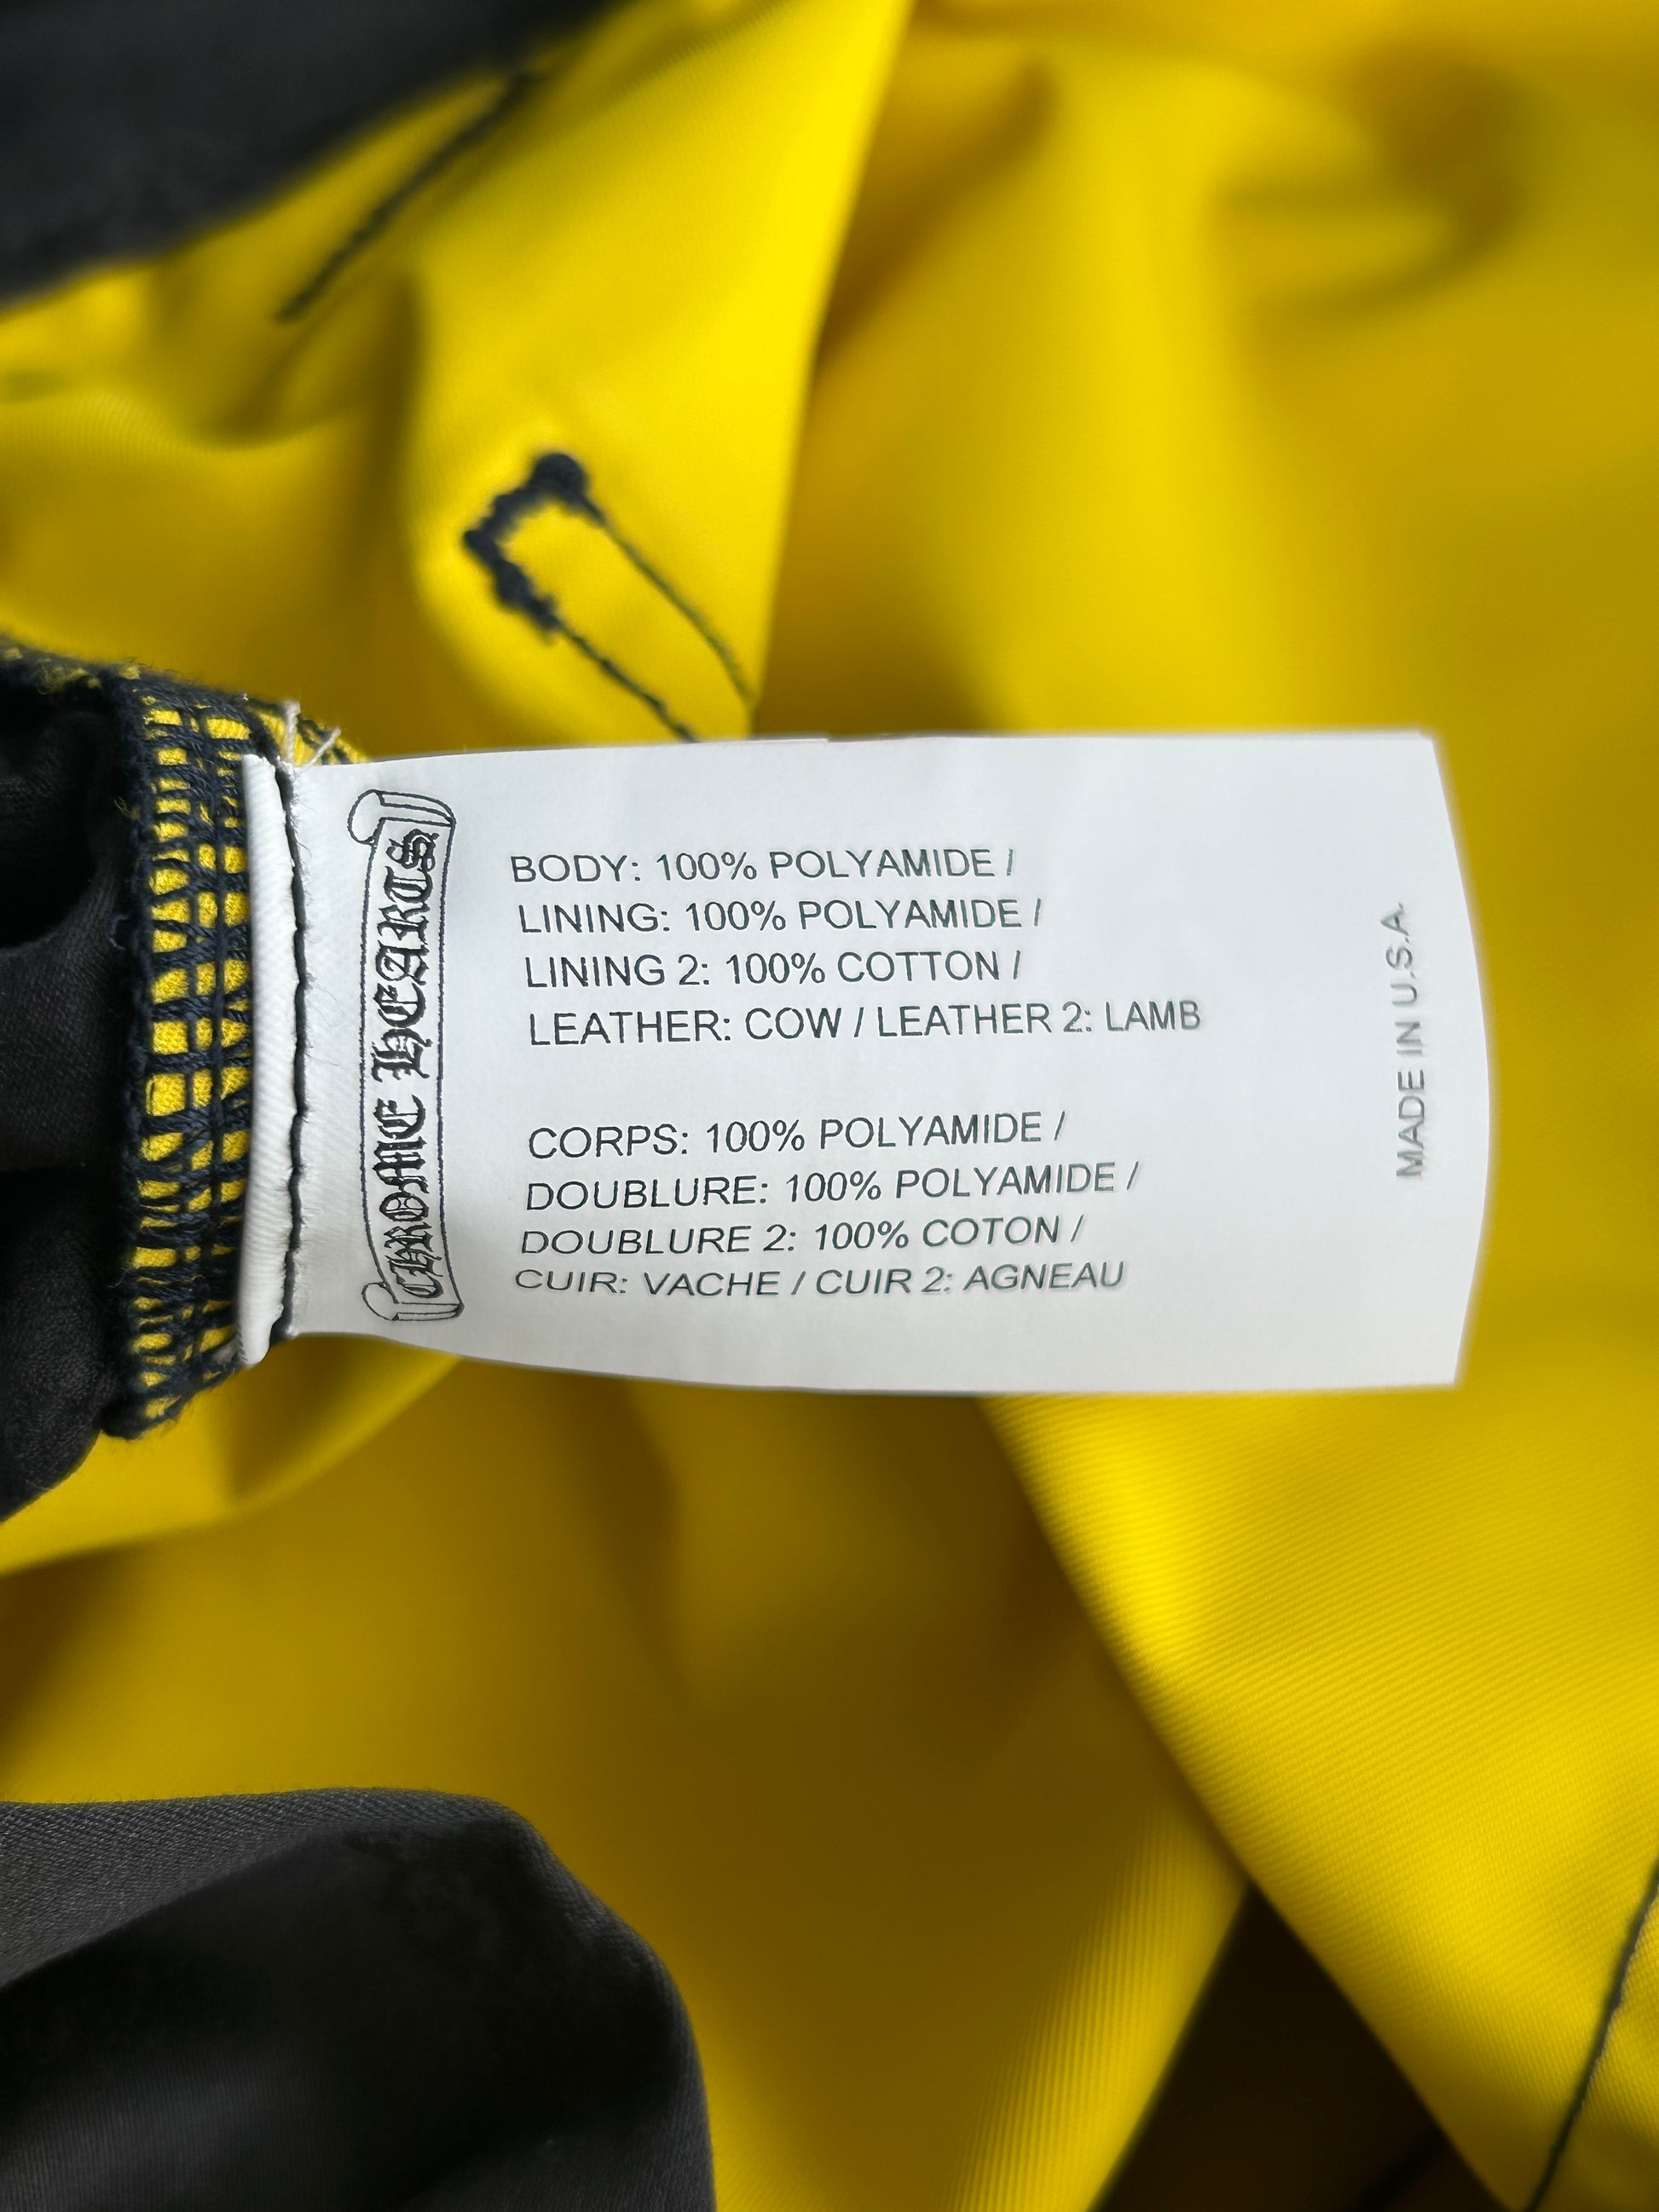 CHROME HEARTS
BODY: 100% POLYAMIDE /
LINING: 100% POLYAMIDE /
LINING 2: 100% COTTON /
LEATHER: COW / LEATHER 2: LAMB
CORPS: 100% POLYAMIDE /
DOUBLURE: 100% POLYAMIDE /
DOUBLURE 2: 100% COTON /
CUIR: VACHE / CUIR 2: AGNEAU
MADE IN U.S.A.